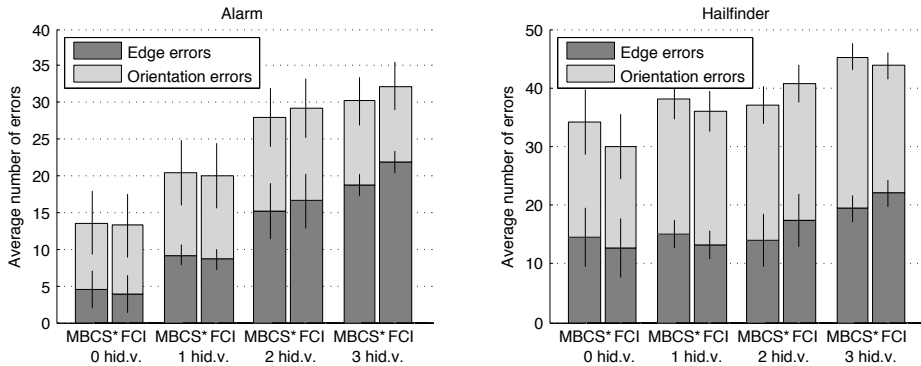 Alarm
Average number of errors
40
35
30
25
20
15
10
5
0
Edge errors
Orientation errors
MBCS* FCI MBCS* FCI MBCS* FCI MBCS* FCI
0 hid.v. 1 hid.v. 2 hid.v. 3 hid.v.
Hailfinder
Average number of errors
50
40
30
20
10
0
Edge errors
Orientation errors
MBCS* FCI MBCS* FCI MBCS* FCI MBCS* FCI
0 hid.v. 1 hid.v. 2 hid.v. 3 hid.v.